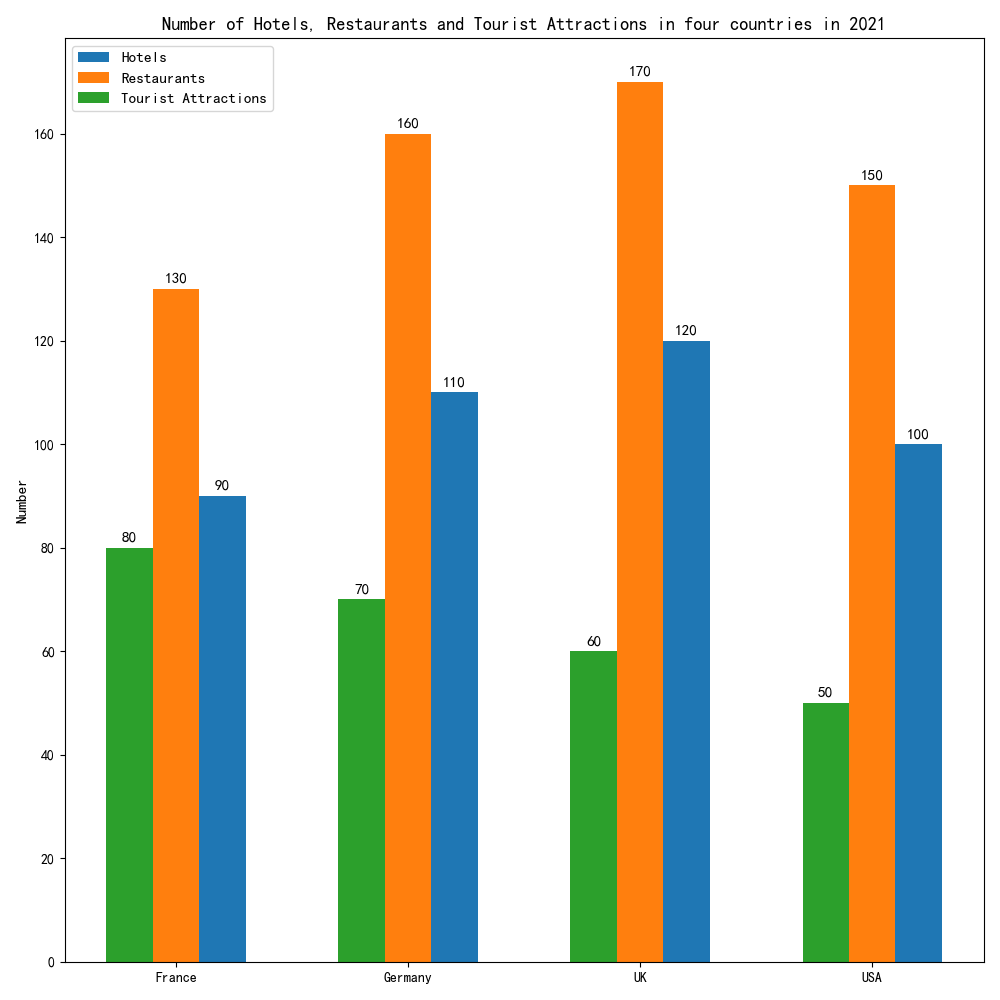 Number of Hotels, Restaurants and Tourist Attractions in four countries in 2021
Hotels
Restaurants
Tourist Attractions
Number
160
140
120
100
80
60
40
20
0
80
130
90
70
160
110
60
170
120
50
150
100
France
Germany
UK
USA